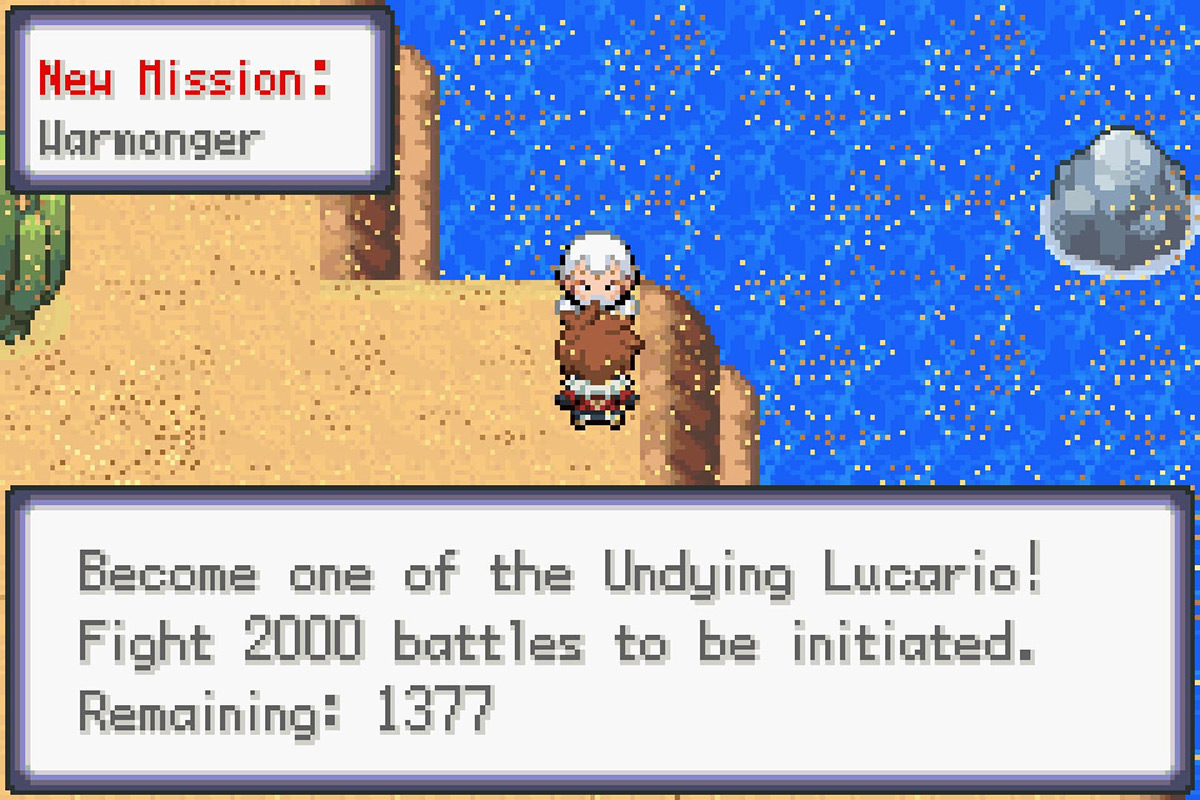 New Mission:
Warmonger
Become one of the Undying Lucario!
Fight 2000 battles to be initiated.
Remaining: 1377